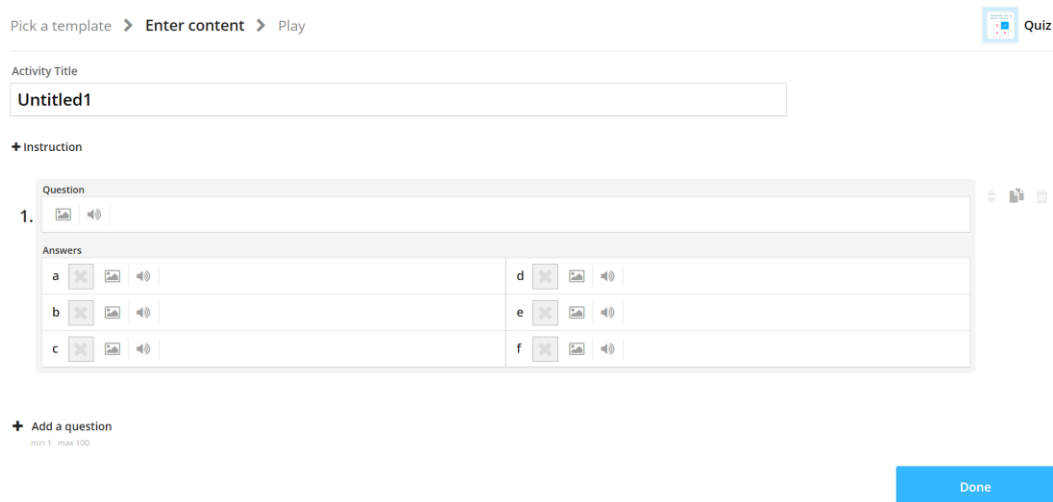 Pick a template > Enter content > Play
Quiz
Activity Title
Untitled1
+ Instruction
Question
1.
Answers
a
d
b
e
c
f
+ Add a question
min 1 max 100
Done